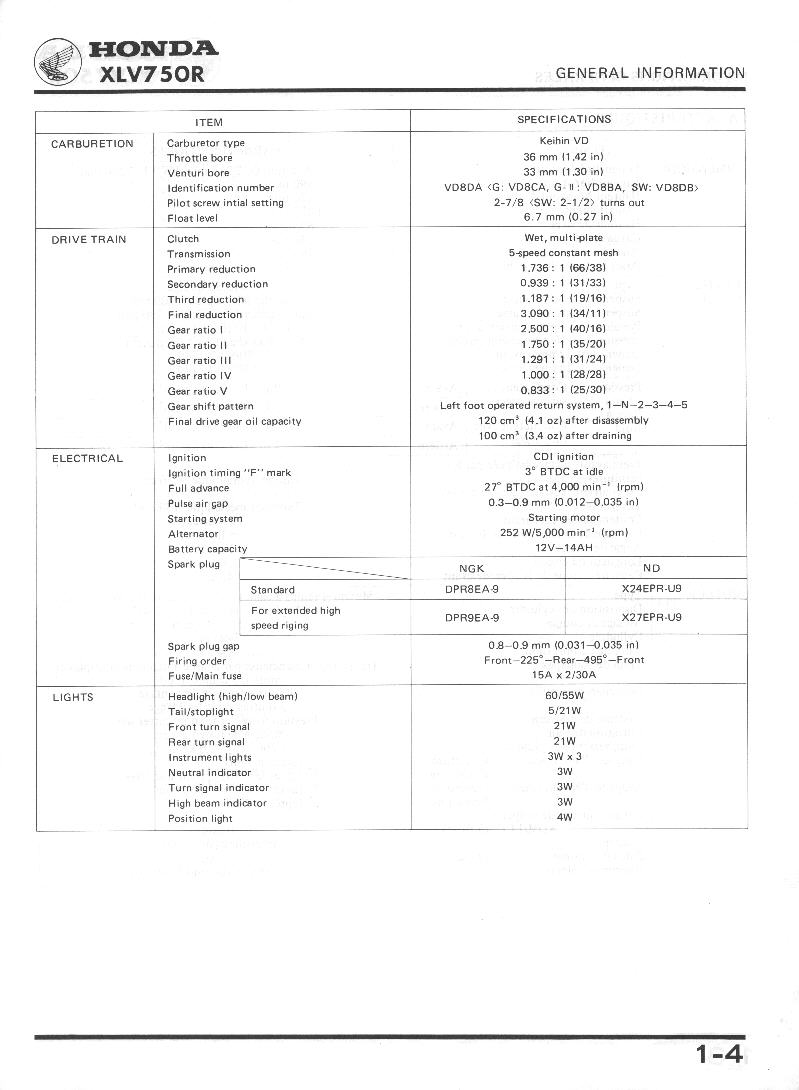 HONDA
XLV750R
GENERAL INFORMATION
ITEM SPECIFICATIONS
CARBURETION Carburetor type Keihin VD
Throttle bore 36 mm (1.42 in)
Venturi bore 33 mm (1.30 in)
Identification number VD8DA <G: VD8CA, G-II: VD8BA, SW: VD8DB>
Pilot screw intial setting 2-7/8 <SW: 2-1/2> turns out
Float level 6.7 mm (0.27 in)
DRIVE TRAIN Clutch Wet, multi-plate
Transmission 5-speed constant mesh
Primary reduction 1.736 : 1 (66/38)
Secondary reduction 0.939 : 1 (31/33)
Third reduction 1.187 : 1 (19/16)
Final reduction 3.090 : 1 (34/11)
Gear ratio I 2.500 : 1 (40/16)
Gear ratio II 1.750 : 1 (35/20)
Gear ratio III 1.291 : 1 (31/24)
Gear ratio IV 1.000 : 1 (28/28)
Gear ratio V 0.833 : 1 (25/30)
Gear shift pattern Left foot operated return system, 1—N—2—3—4—5
Final drive gear oil capacity 120 cm³ (4.1 oz) after disassembly
100 cm³ (3.4 oz) after draining
ELECTRICAL Ignition CDI ignition
Ignition timing "F" mark 3° BTDC at idle
Full advance 27° BTDC at 4,000 min⁻¹ (rpm)
Pulse air gap 0.3—0.9 mm (0.012—0.035 in)
Starting system Starting motor
Alternator 252 W/5,000 min⁻¹ (rpm)
Battery capacity 12V—14AH
Spark plug NGK ND
Standard DPR8EA-9 X24EPR-U9
For extended high
speed riging DPR9EA-9 X27EPR-U9
Spark plug gap 0.8—0.9 mm (0.031—0.035 in)
Firing order Front—225°—Rear—495°—Front
Fuse/Main fuse 15A x 2/30A
LIGHTS Headlight (high/low beam) 60/55W
Tail/stoplight 5/21W
Front turn signal 21W
Rear turn signal 21W
Instrument lights 3W x 3
Neutral indicator 3W
Turn signal indicator 3W
High beam indicator 3W
Position light 4W
1-4